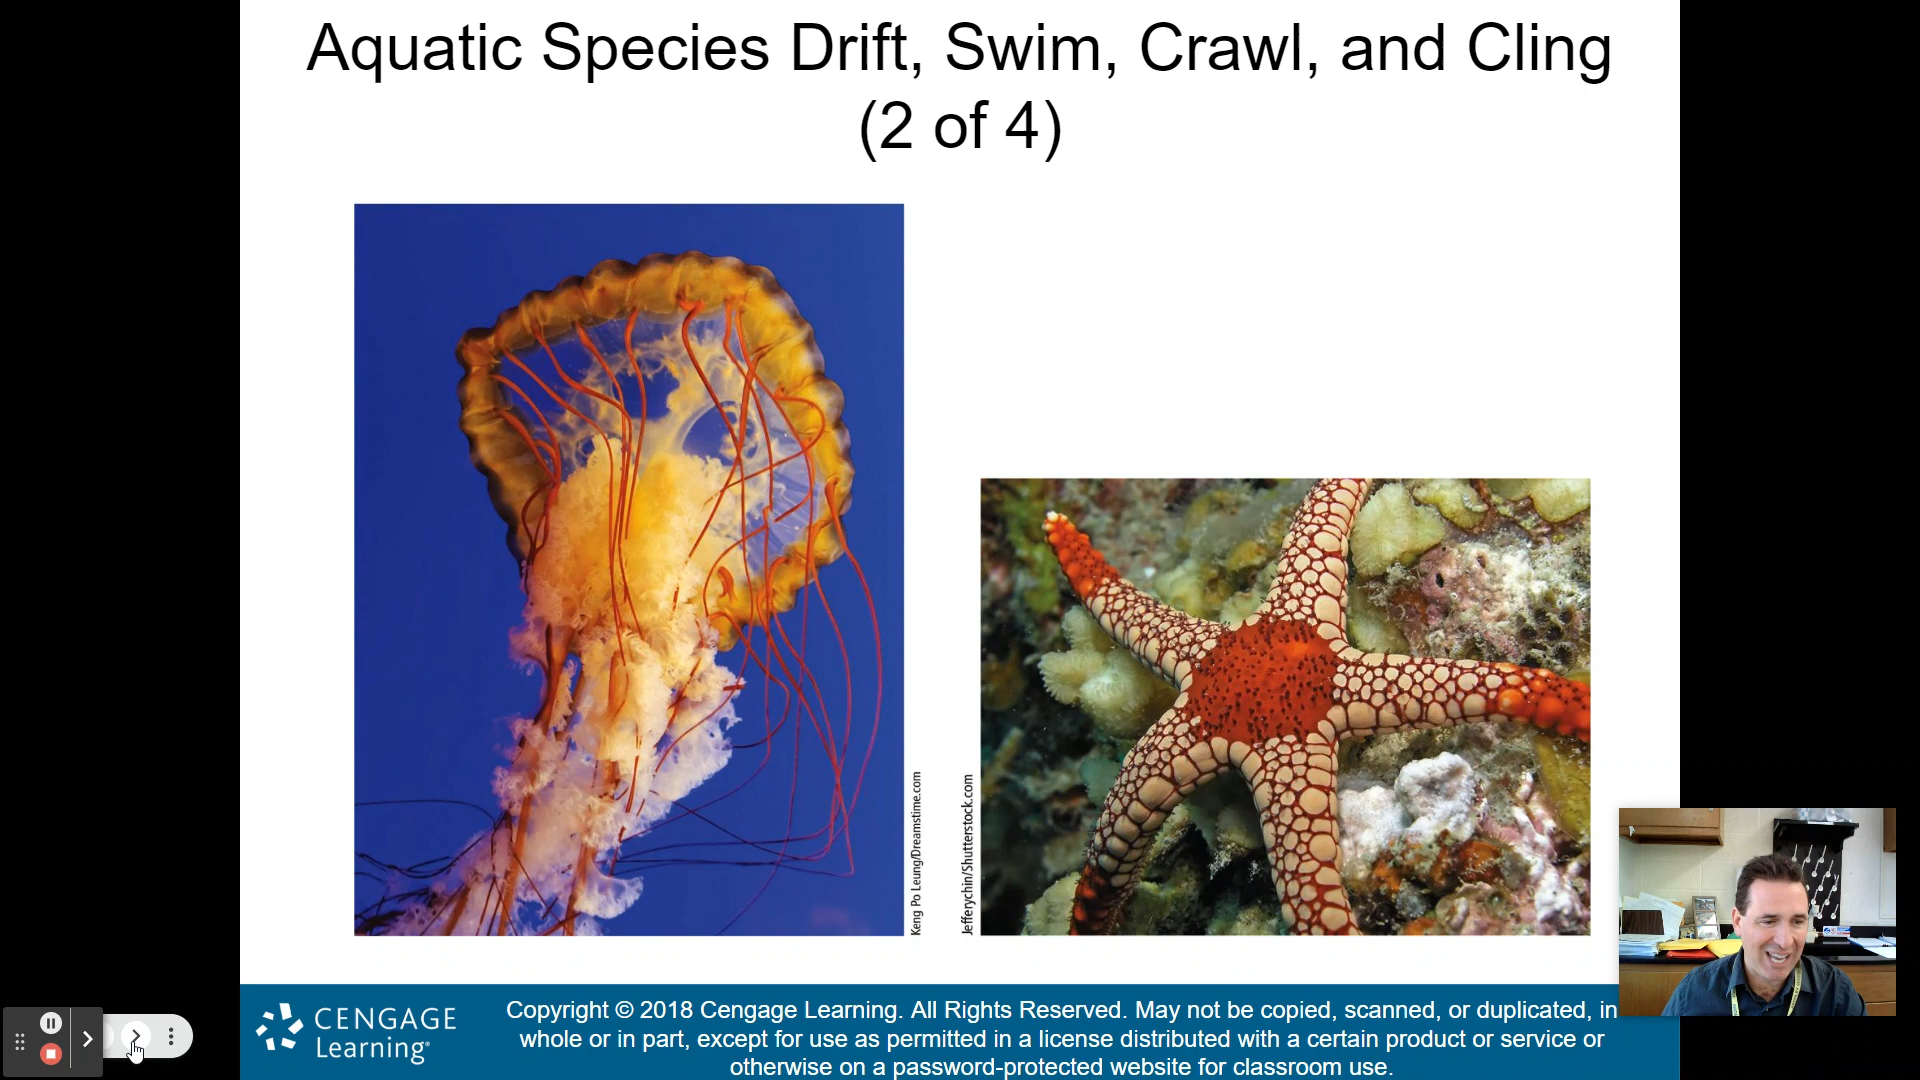 Aquatic Species Drift, Swim, Crawl, and Cling
(2 of 4)
Keng Po Leung/Dreamstime.com
Jefferychin/Shutterstock.com
CENGAGE
Learning®
Copyright © 2018 Cengage Learning. All Rights Reserved. May not be copied, scanned, or duplicated, in
whole or in part, except for use as permitted in a license distributed with a certain product or service or
otherwise on a password-protected website for classroom use.